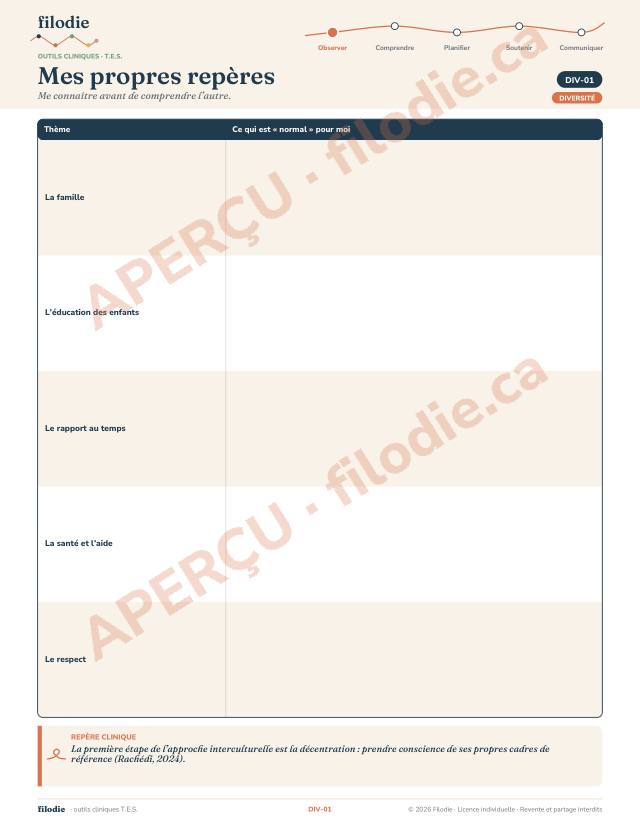 filodie
OUTILS CLINIQUES · T.E.S.
Observer
Comprendre
Planifier
Soutenir
Communiquer
Mes propres repères
Me connaitre avant de comprendre l'autre.
DIV-01
DIVERSITÉ
Thème
Ce qui est « normal » pour moi
La famille
L'éducation des enfants
Le rapport au temps
La santé et l'aide
Le respect
APERÇU · filodie.ca
APERÇU · filodie.ca
REPÈRE CLINIQUE
La première étape de l'approche interculturelle est la décentration : prendre conscience de ses propres cadres de
référence (Rachédi, 2024).
filodie · outils cliniques T.E.S.
DIV-01
© 2026 Filodie · Licence individuelle · Revente et partage interdits